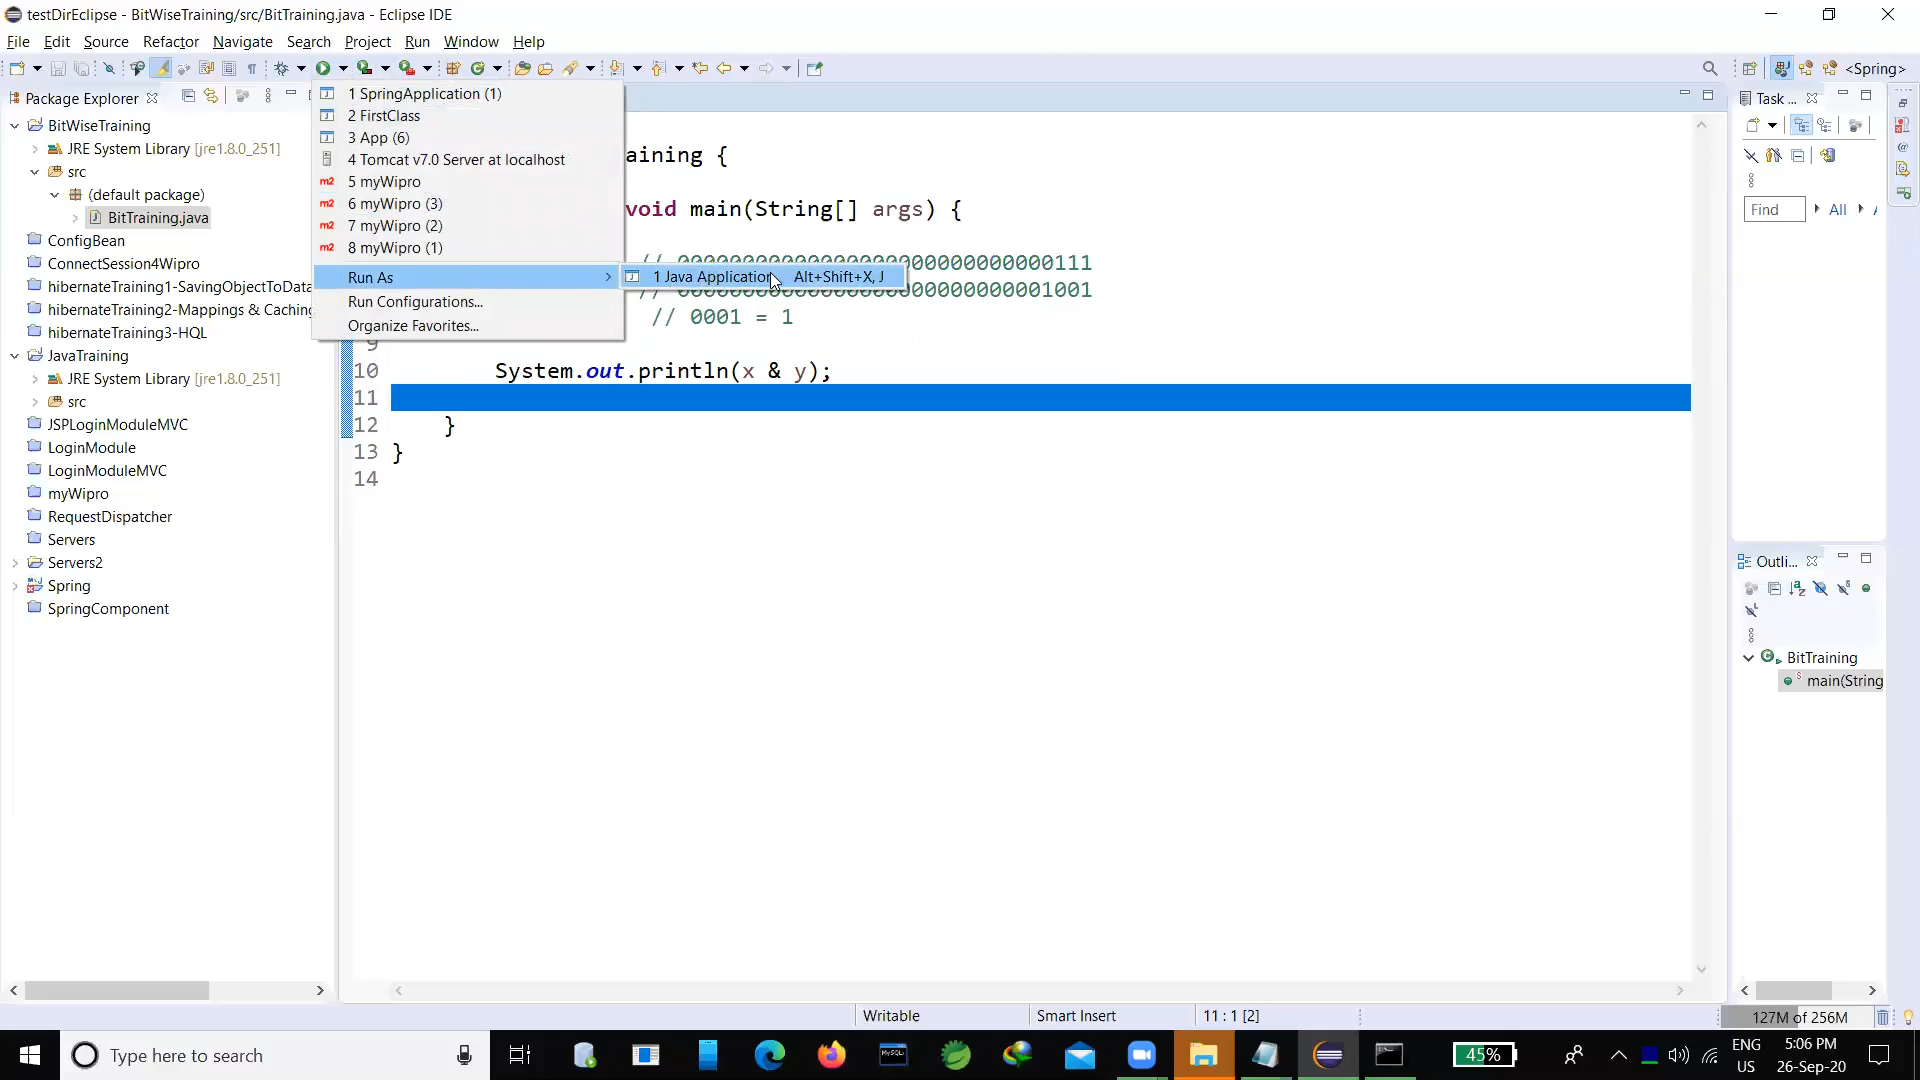 testDirEclipse - BitWiseTraining/src/BitTraining.java - Eclipse IDE
File Edit Source Refactor Navigate Search Project Run Window Help
<Spring>
Package Explorer
BitWiseTraining
JRE System Library [jre1.8.0_251]
src
(default package)
BitTraining.java
ConfigBean
ConnectSession4Wipro
hibernateTraining1-SavingObjectToData
hibernateTraining2-Mappings & Caching
hibernateTraining3-HQL
JavaTraining
JRE System Library [jre1.8.0_251]
src
JSPLoginModuleMVC
LoginModule
LoginModuleMVC
myWipro
RequestDispatcher
Servers
Servers2
Spring
SpringComponent
1 SpringApplication (1)
2 FirstClass
3 App (6)
4 Tomcat v7.0 Server at localhost
5 myWipro
6 myWipro (3)
7 myWipro (2)
8 myWipro (1)
Run As
Run Configurations...
Organize Favorites...
1 Java Application Alt+Shift+X, J
aining {
void main(String[] args) {
// 0001 = 1
9
10 System.out.println(x & y);
11
12 }
13 }
14
Task ...
Find All
Outli...
BitTraining
main(String
Writable Smart Insert 11 : 1 [2] 127M of 256M
Type here to search
MySQL
45%
ENG
US
5:06 PM
26-Sep-20